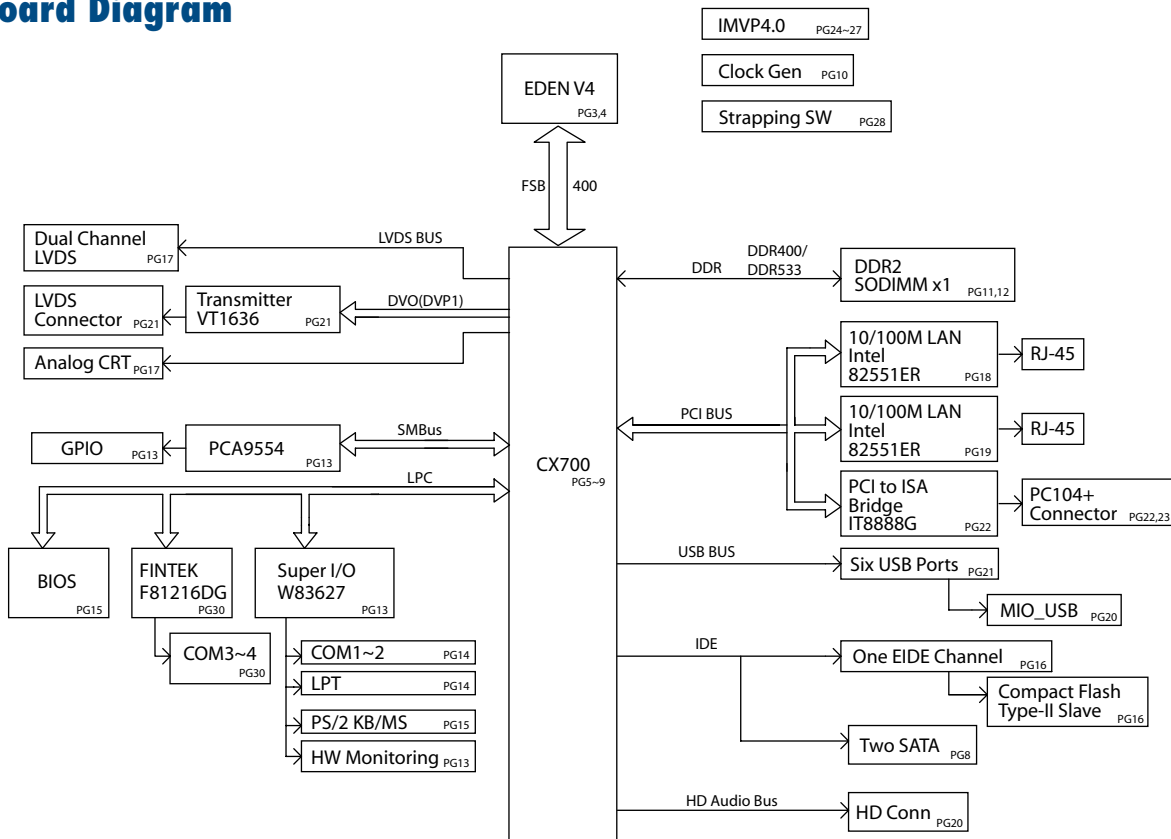 oard Diagram
IMVP4.0 PG24~27
Clock Gen PG10
Strapping SW PG28
EDEN V4
PG3,4
FSB 400
Dual Channel
LVDS PG17
LVDS BUS
LVDS
Connector PG21
Transmitter
VT1636 PG21
DVO(DVP1)
Analog CRT PG17
GPIO PG13
PCA9554 PG13
SMBus
LPC
BIOS
PG15
FINTEK
F81216DG
PG30
Super I/O
W83627
PG13
COM3~4
PG30
COM1~2 PG14
LPT PG14
PS/2 KB/MS PG15
HW Monitoring PG13
CX700
PG5~9
DDR
DDR400/
DDR533
DDR2
SODIMM x1 PG11,12
PCI BUS
10/100M LAN
Intel
82551ER PG18
RJ-45
10/100M LAN
Intel
82551ER PG19
RJ-45
PCI to ISA
Bridge
IT8888G PG22
PC104+
Connector PG22,23
USB BUS
Six USB Ports PG21
MIO_USB PG20
IDE
One EIDE Channel PG16
Compact Flash
Type-II Slave PG16
Two SATA
PG8
HD Audio Bus
HD Conn PG20